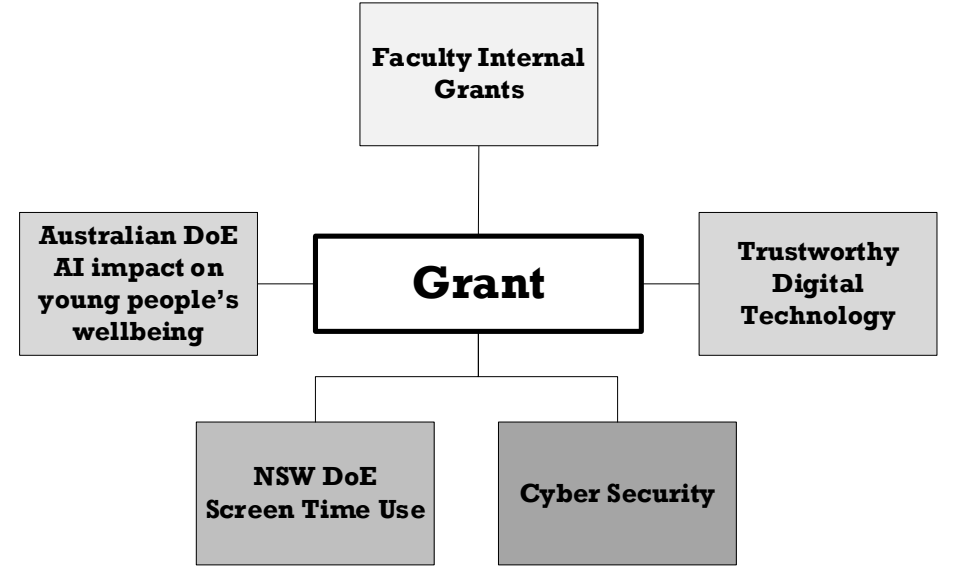 Faculty Internal
Grants
Australian DoE
AI impact on
young people’s
wellbeing
Grant
Trustworthy
Digital
Technology
NSW DoE
Screen Time Use
Cyber Security